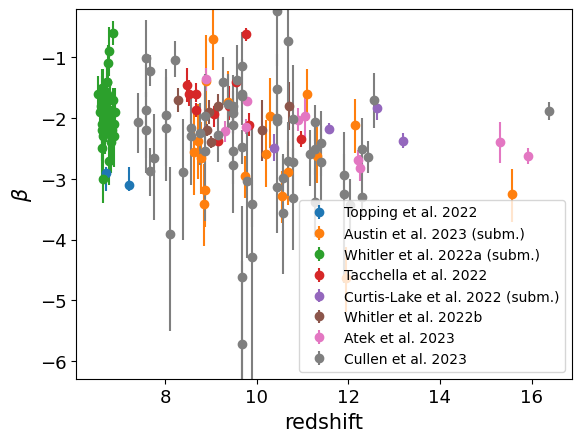 −1
−2
−3
−4
−5
−6
β
8
10
12
14
16
redshift
Topping et al. 2022
Austin et al. 2023 (subm.)
Whitler et al. 2022a (subm.)
Tacchella et al. 2022
Curtis-Lake et al. 2022 (subm.)
Whitler et al. 2022b
Atek et al. 2023
Cullen et al. 2023